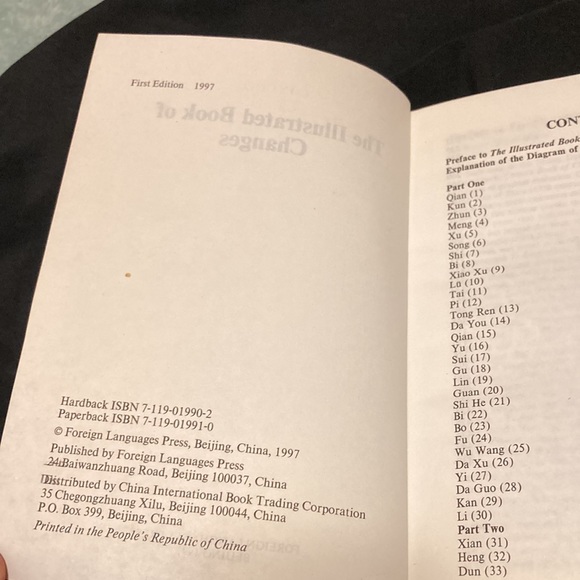 First Edition 1997
The Illustrated Book of
Changes
Hardback ISBN 7-119-01990-2
Paperback ISBN 7-119-01991-0
© Foreign Languages Press, Beijing, China, 1997
Published by Foreign Languages Press
24 Baiwanzhuang Road, Beijing 100037, China
Distributed by China International Book Trading Corporation
35 Chegongzhuang Xilu, Beijing 100044, China
P.O. Box 399, Beijing, China
Printed in the People's Republic of China
Preface to The Illustrated Book
Explanation of the Diagram of
Part One
Qian (1)
Kun (2)
Zhun (3)
Meng (4)
Xu (5)
Song (6)
Shi (7)
Bi (8)
Xiao Xu (9)
Lü (10)
Tai (11)
Pi (12)
Tong Ren (13)
Da You (14)
Qian (15)
Yu (16)
Sui (17)
Gu (18)
Lin (19)
Guan (20)
Shi He (21)
Bi (22)
Bo (23)
Fu (24)
Wu Wang (25)
Da Xu (26)
Yi (27)
Da Guo (28)
Kan (29)
Li (30)
Part Two
Xian (31)
Heng (32)
Dun (33)